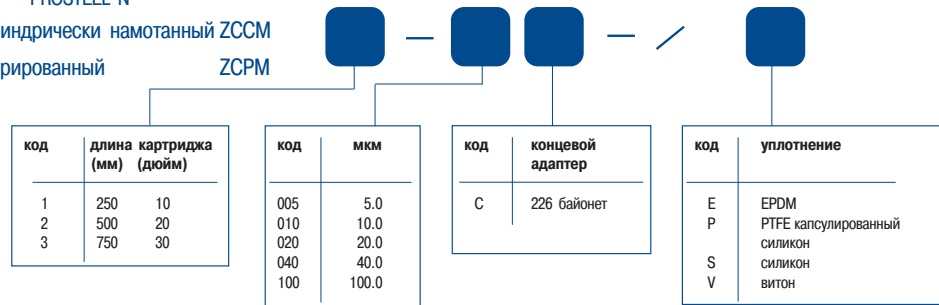 PROSTEEL N
индрически намотанный ZCCM
рированный ZCPM
— — /
код длина картриджа
(мм) (дюйм)
1 250 10
2 500 20
3 750 30
код мкм
005 5.0
010 10.0
020 20.0
040 40.0
100 100.0
код концевой
адаптер
C 226 байонет
код уплотнение
E EPDM
P PTFE капсулированный
силикон
S силикон
V витон